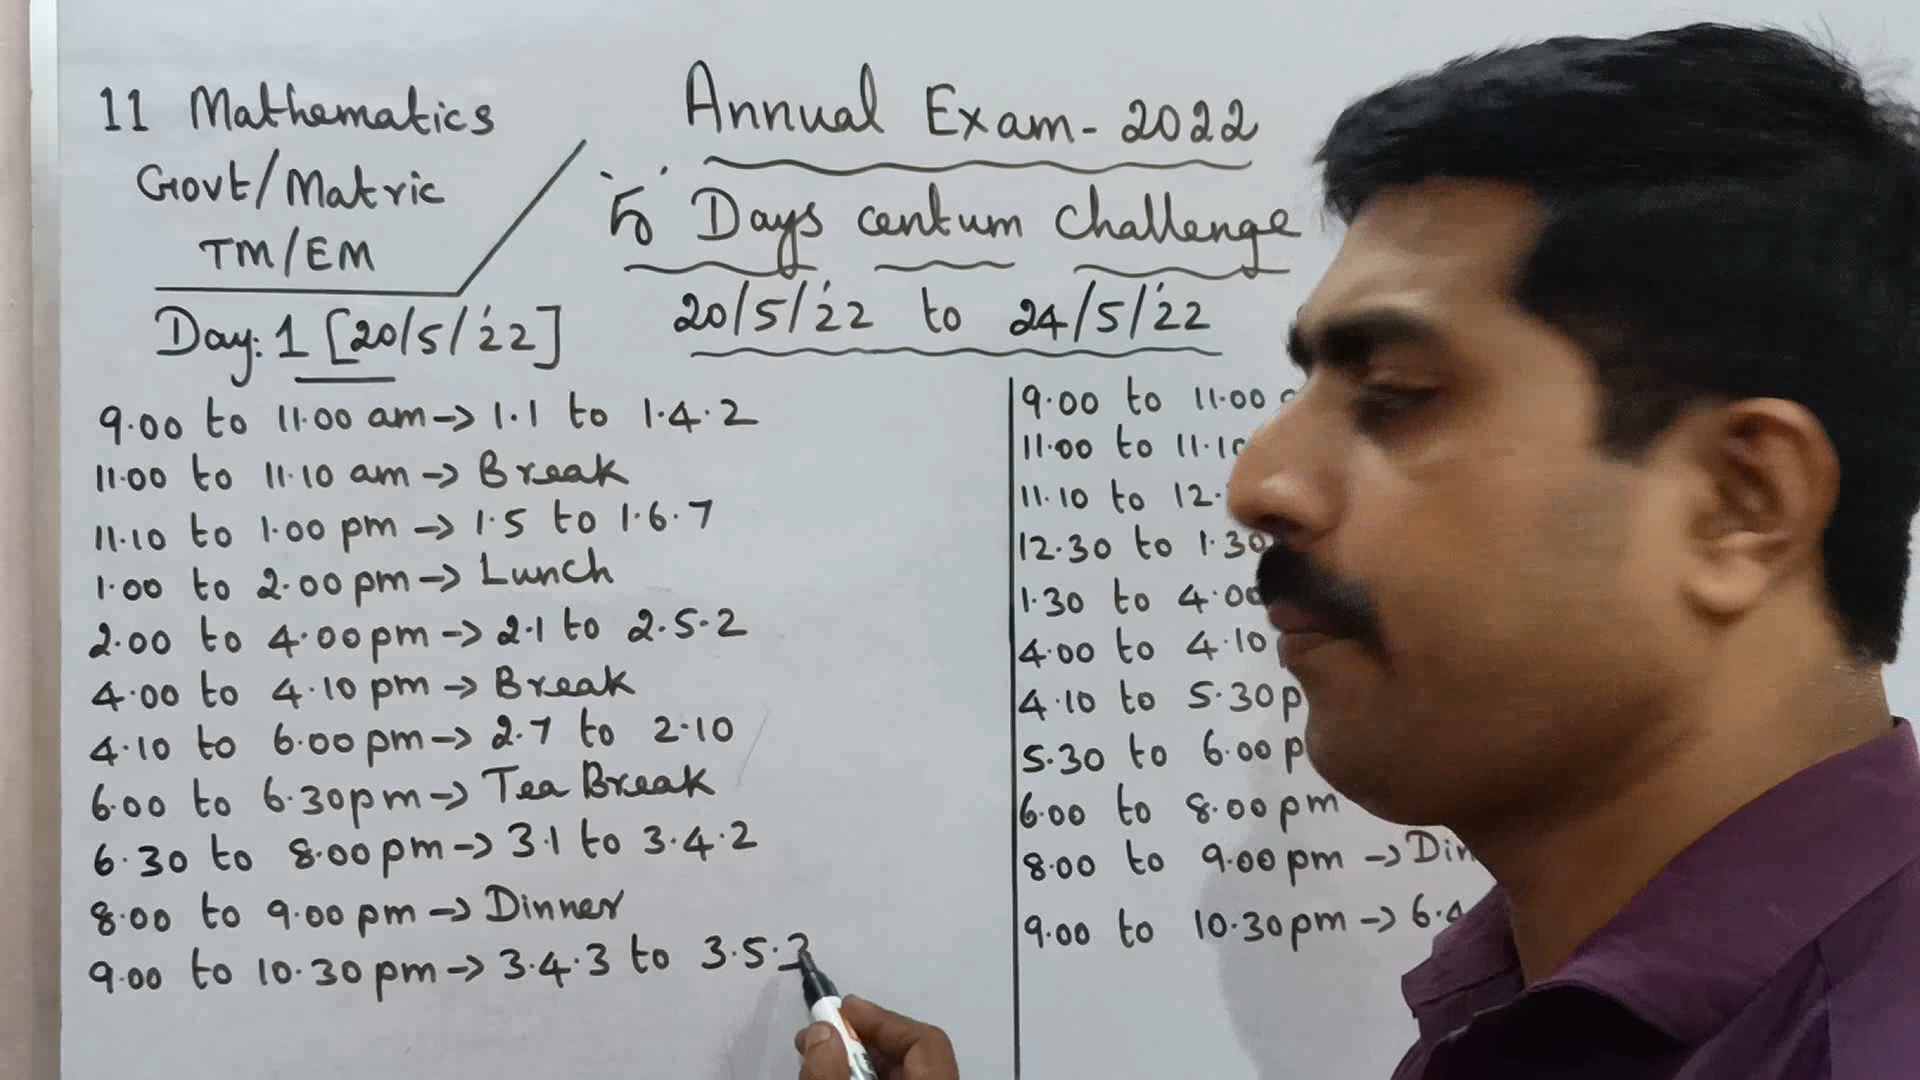 11 Mathematics
Govt/Matric
TM/EM
Annual Exam-2022
5 Days centum challenge
20/5/'22 to 24/5/'22
Day:1 [20/5/'22]
9.00 to 11.00 am -> 1.1 to 1.4.2
11.00 to 11.10 am -> Break
11.10 to 1.00 pm -> 1.5 to 1.6.7
1.00 to 2.00 pm -> Lunch
2.00 to 4.00 pm -> 2.1 to 2.5.2
4.00 to 4.10 pm -> Break
4.10 to 6.00 pm -> 2.7 to 2.10
6.00 to 6.30 pm -> Tea Break
6.30 to 8.00 pm -> 3.1 to 3.4.2
8.00 to 9.00 pm -> Dinner
9.00 to 10.30 pm -> 3.4.3 to
9.00 to 11.00
11.00 to
11.10 to
12.30 to 1.30
1.30 to 4.00
4.00 to 4.10
4.10 to 5.30 p
5.30 to 6.00 p
6.00 to 8.00 pm
8.00 to 9.00 pm -> Din
9.00 to 10.30 pm ->